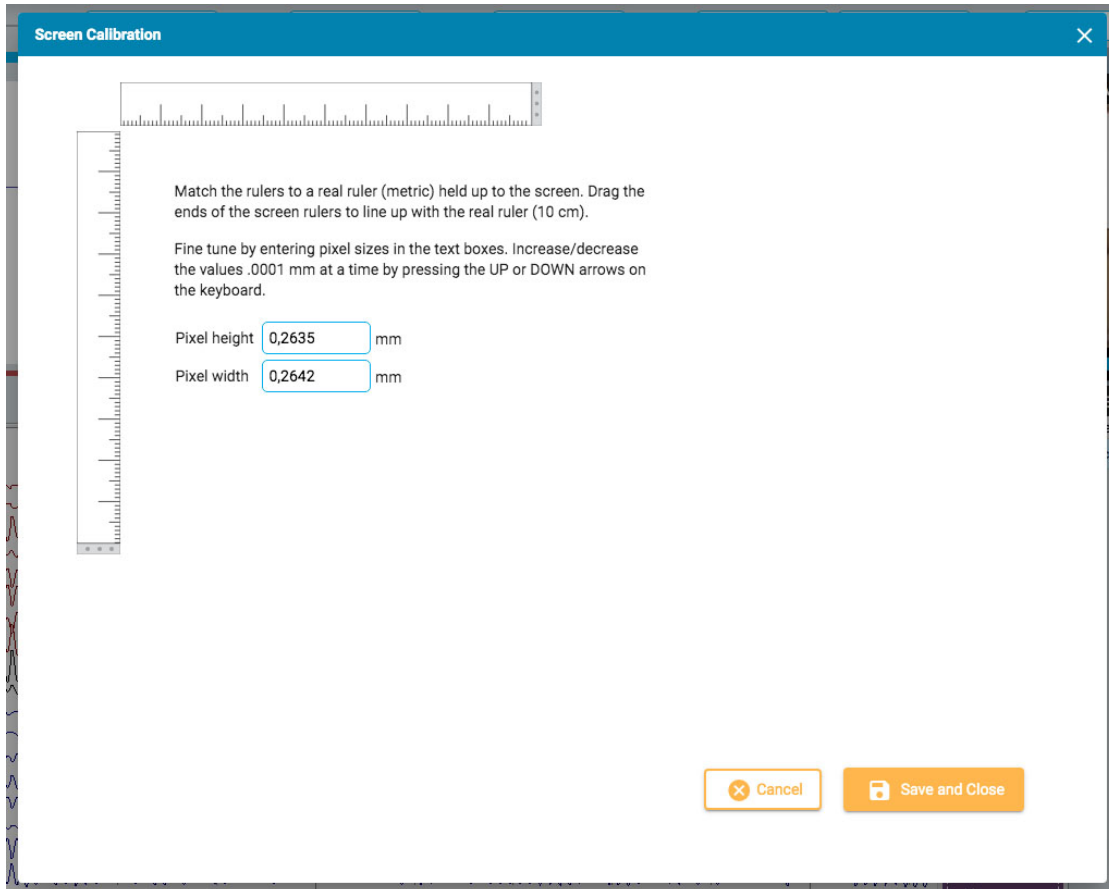 Screen Calibration
Match the rulers to a real ruler (metric) held up to the screen. Drag the
ends of the screen rulers to line up with the real ruler (10 cm).
Fine tune by entering pixel sizes in the text boxes. Increase/decrease
the values .0001 mm at a time by pressing the UP or DOWN arrows on
the keyboard.
Pixel height 0,2635 mm
Pixel width 0,2642 mm
Cancel Save and Close